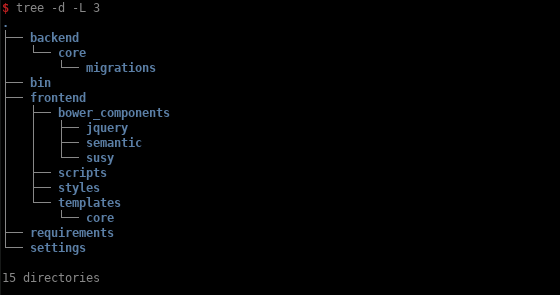 $ tree -d -L 3
.
├── backend
│   └── core
│       └── migrations
├── bin
├── frontend
│   ├── bower_components
│   │   ├── jquery
│   │   ├── semantic
│   │   └── susy
│   ├── scripts
│   ├── styles
│   └── templates
│       └── core
├── requirements
└── settings
15 directories